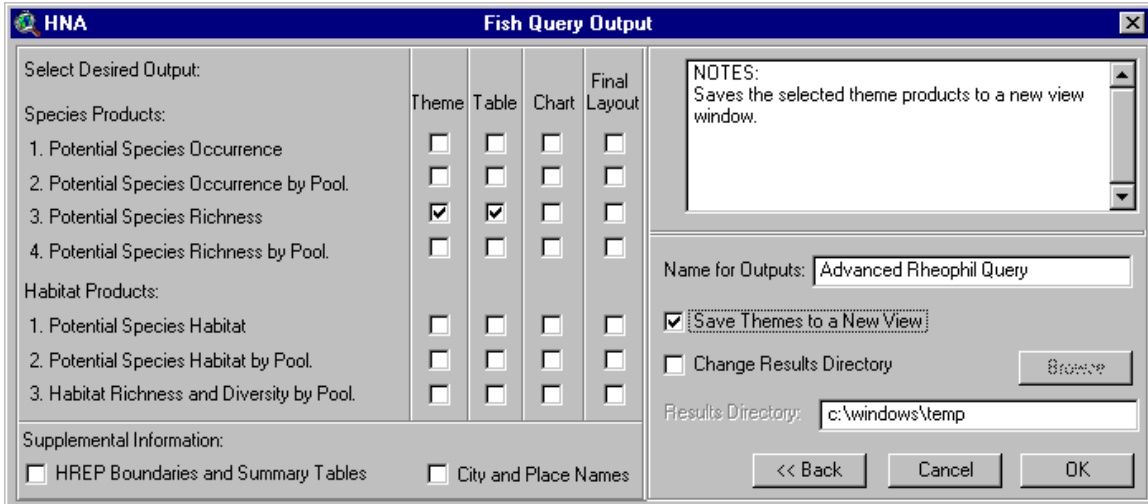 HNA
Fish Query Output
Select Desired Output:
Theme Table Chart Final Layout
Species Products:
1. Potential Species Occurrence
2. Potential Species Occurrence by Pool.
3. Potential Species Richness
4. Potential Species Richness by Pool.
Habitat Products:
1. Potential Species Habitat
2. Potential Species Habitat by Pool.
3. Habitat Richness and Diversity by Pool.
Supplemental Information:
HREP Boundaries and Summary Tables
City and Place Names
NOTES:
Saves the selected theme products to a new view
window.
Name for Outputs: Advanced Rheophil Query
Save Themes to a New View
Change Results Directory
Browse
Results Directory: c:\windows\temp
<< Back
Cancel
OK